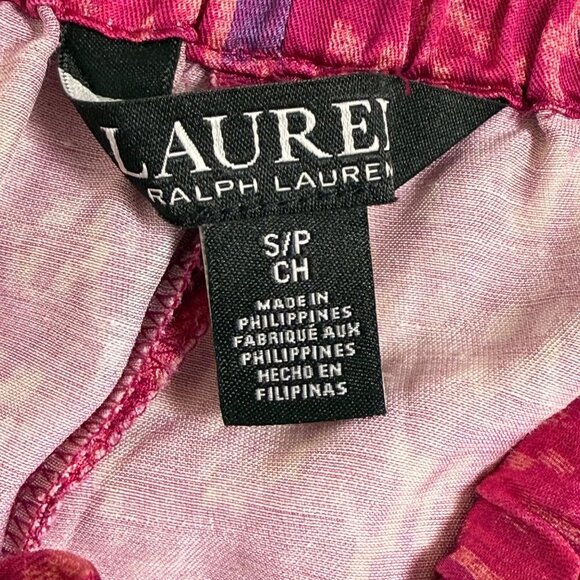 LAUREN
RALPH LAUREN
S/P
CH
MADE IN
PHILIPPINES
FABRIQUÉ AUX
PHILIPPINES
HECHO EN
FILIPINAS